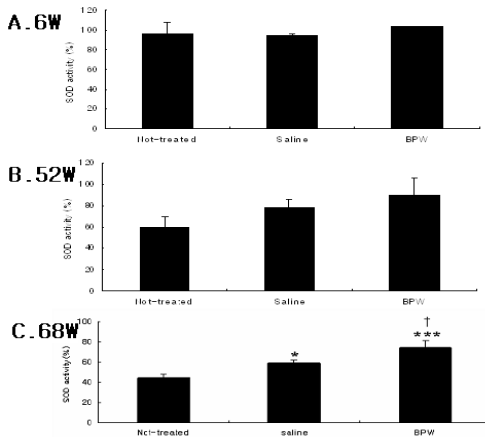 A.6W
SOD activity (%)
120
100
80
60
40
20
0
Not-treated
Saline
BPW
B.52W
SOD activity (%)
120
100
80
60
40
20
0
Not-treated
Saline
BPW
C.68W
SOD activity (%)
100
80
60
40
20
0
*
†
***
Not-treated
saline
BPW